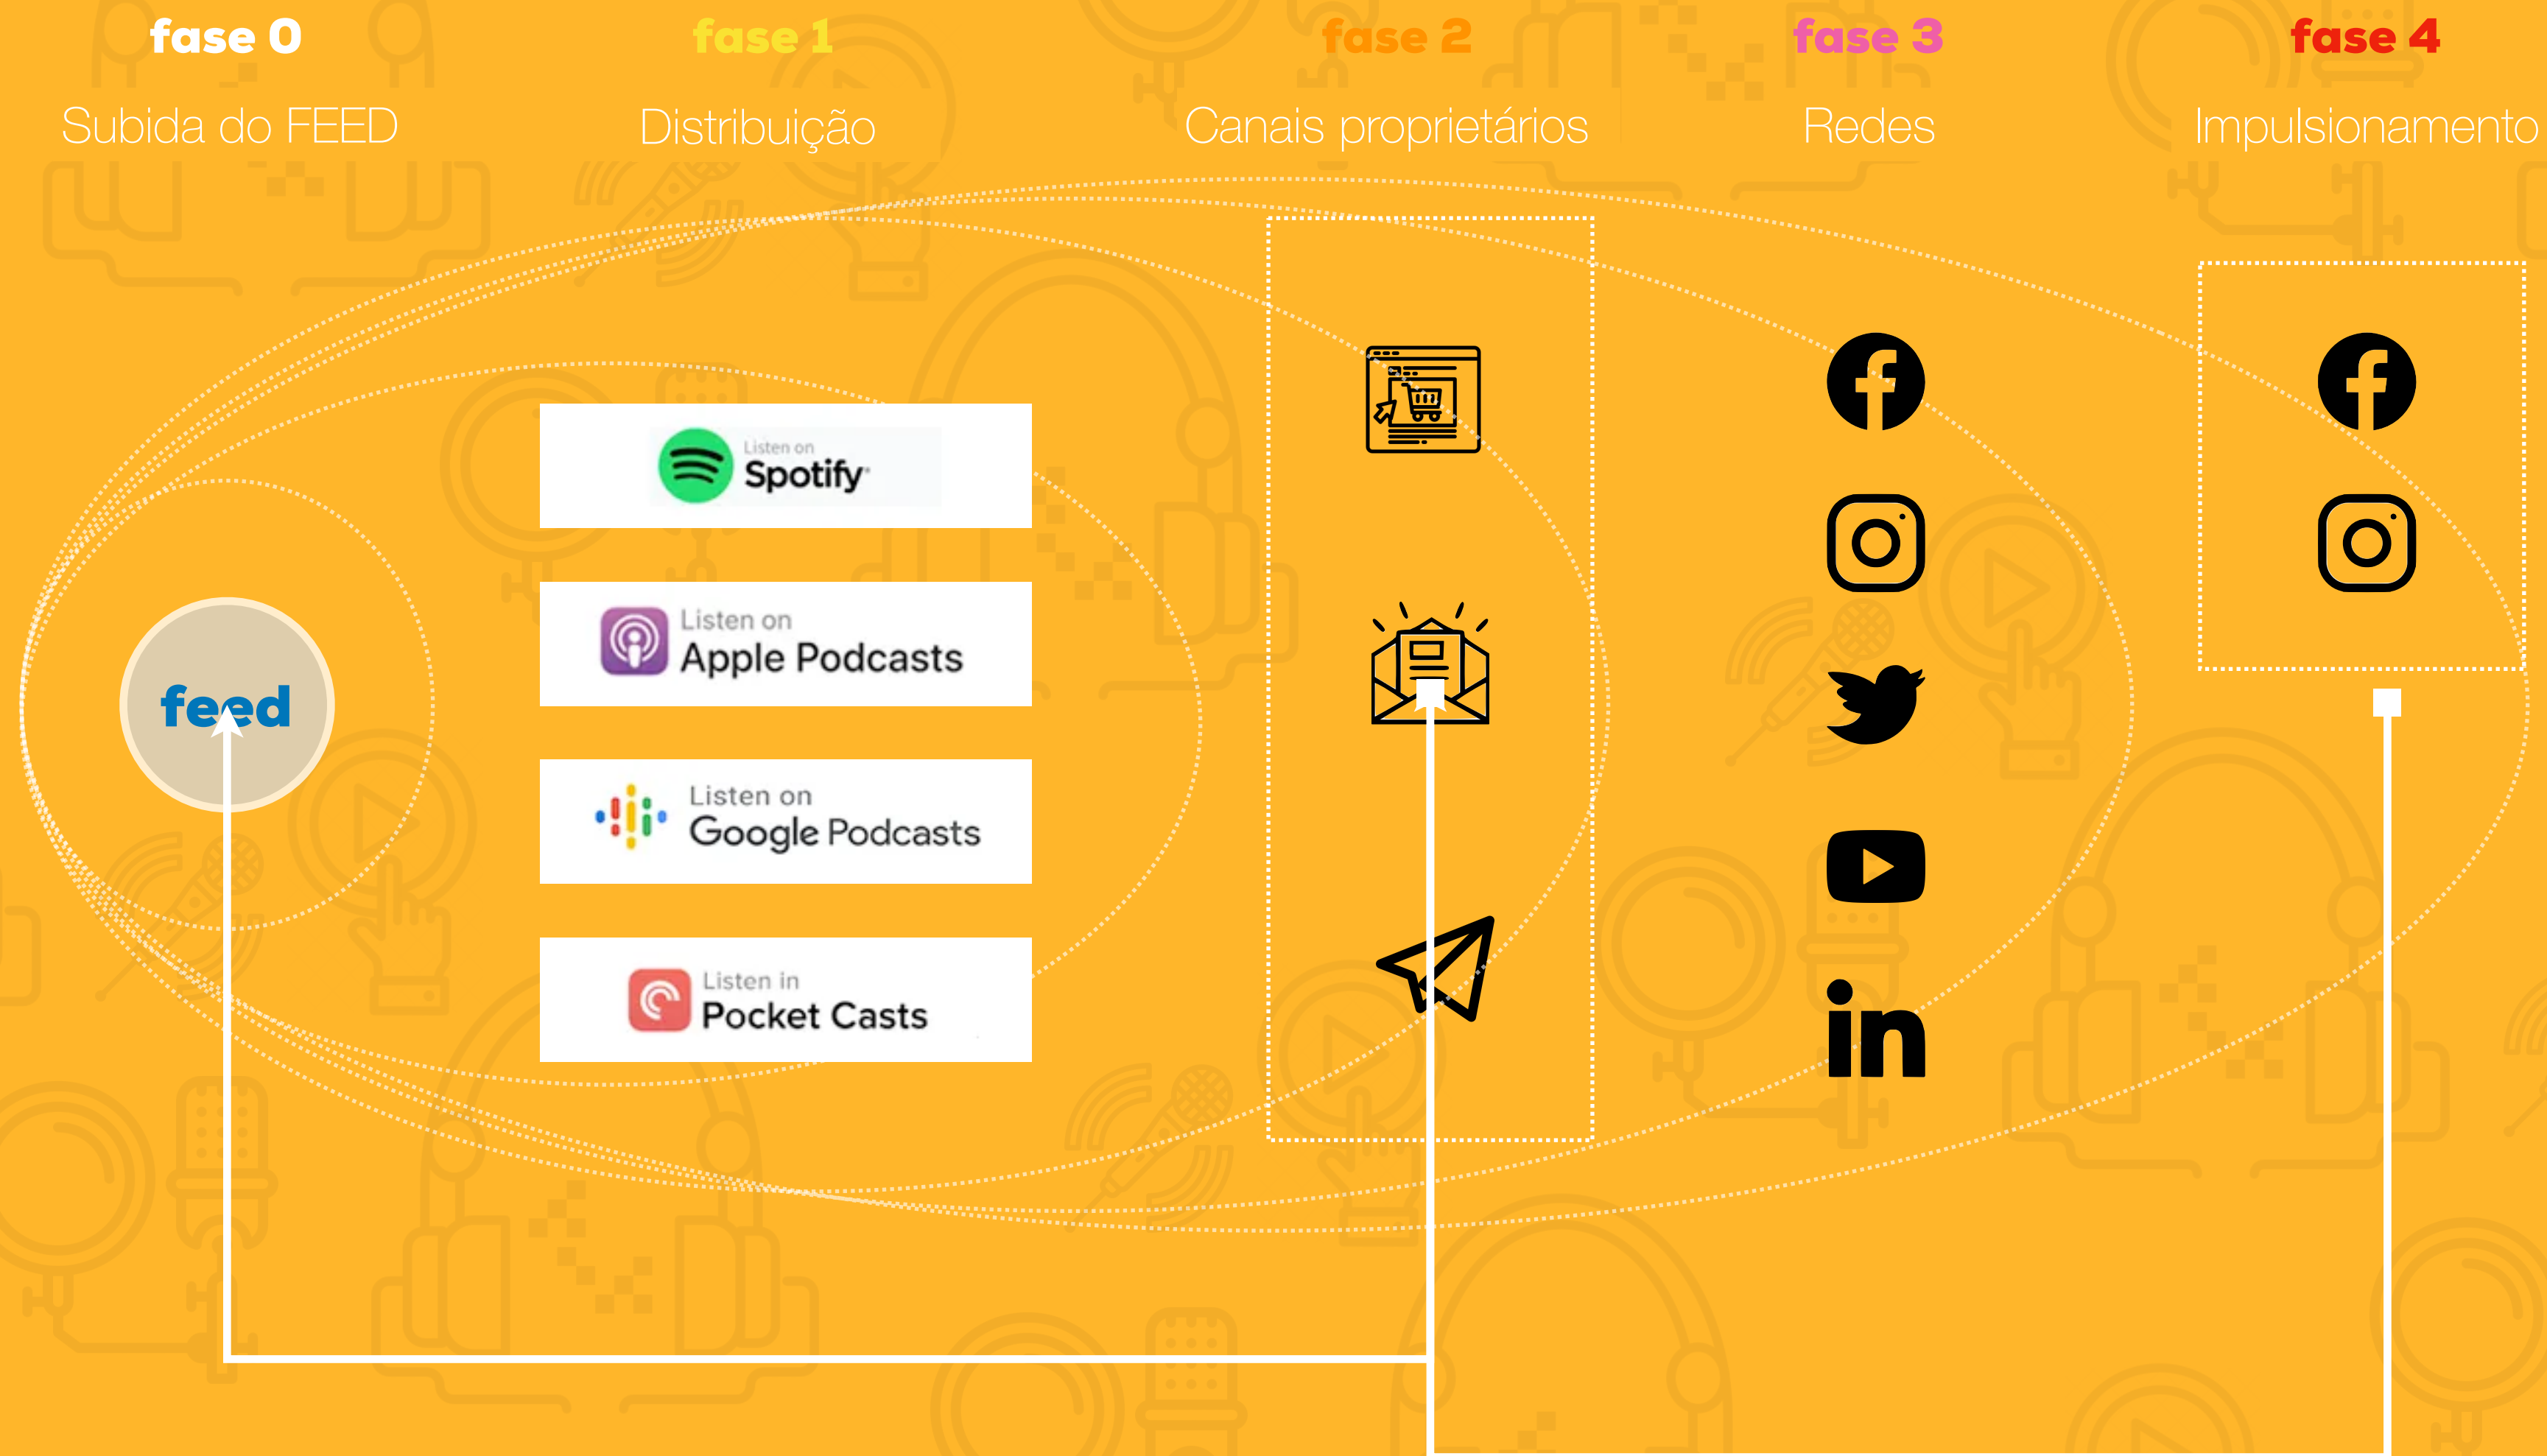 fase 0
fase 1
fase 2
fase 3
fase 4
Subida do FEED
Distribuição
Canais proprietários
Redes
Impulsionamento
feed
Listen on
Spotify
Listen on
Apple Podcasts
Listen on
Google Podcasts
Listen in
Pocket Casts
in